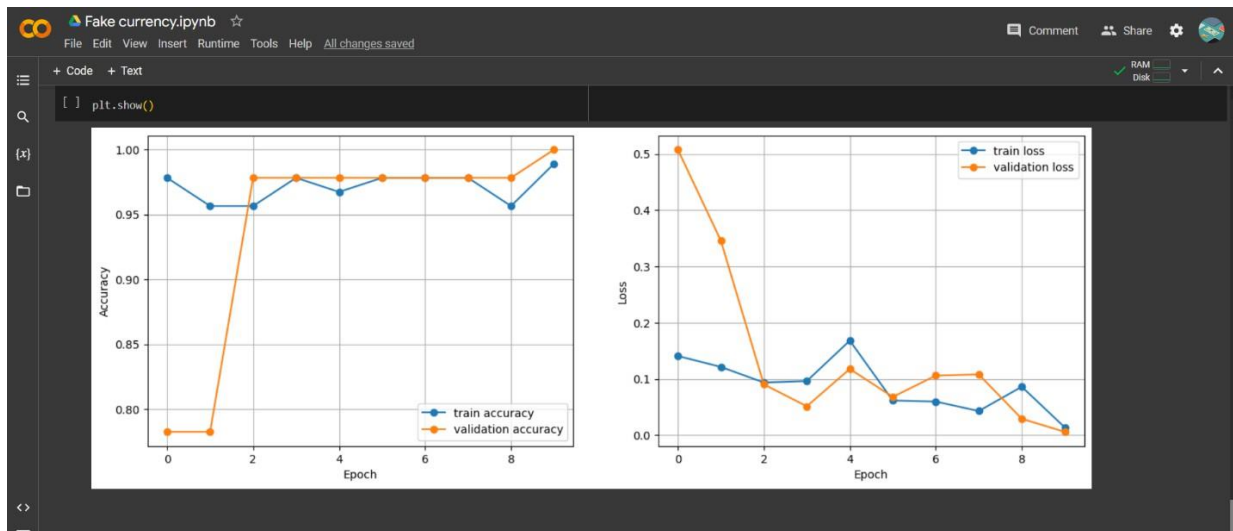 Fake currency.ipynb
File Edit View Insert Runtime Tools Help All changes saved
Comment
Share
+ Code + Text
RAM
Disk
{x}
[ ] plt.show()
1.00
0.95
0.90
0.85
0.80
Accuracy
train accuracy
validation accuracy
0 2 4 6 8
Epoch
0.5
0.4
0.3
0.2
0.1
0.0
Loss
train loss
validation loss
0 2 4 6 8
Epoch
<>